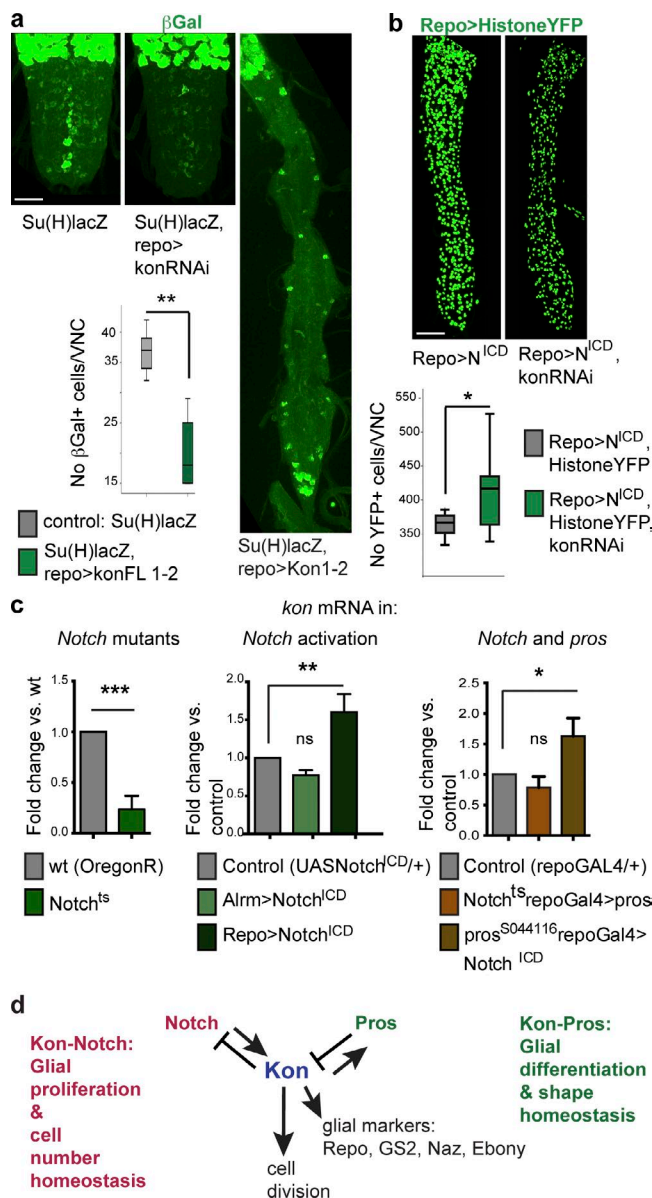 a
βGal
Su(H)lacZ
Su(H)lacZ,
repo>
konRNAi
**
No βGal+ cells/VNC
40
35
25
15
control: Su(H)lacZ
Su(H)lacZ,
repo>konFL 1-2
Su(H)lacZ,
repo>Kon1-2
b
Repo>HistoneYFP
Repo>N^ICD
Repo>N^ICD,
konRNAi
*
No YFP+ cells/VNC
550
450
400
350
Repo>N^ICD,
HistoneYFP
Repo>N^ICD,
HistoneYFP,
konRNAi
c
kon mRNA in:
Notch mutants
Fold change vs. wt
1.5
1.0
0.5
0.0
***
wt (OregonR)
Notch^ts
Notch activation
Fold change vs.
control
2.0
1.5
1.0
0.5
0.0
**
ns
Control (UASNotch^ICD/+)
Alrm>Notch^ICD
Repo>Notch^ICD
Notch and pros
Fold change vs.
control
2.5
2.0
1.5
1.0
0.5
0.0
*
ns
Control (repoGAL4/+)
Notch^ts repoGal4>pros
pros^S044116 repoGal4>
Notch ^ICD
d
Notch
Pros
Kon
Kon-Notch:
Glial
proliferation
&
cell
number
homestasis
Kon-Pros:
Glial
differentiation
& shape
homeostasis
glial markers:
Repo, GS2, Naz, Ebony
cell
division